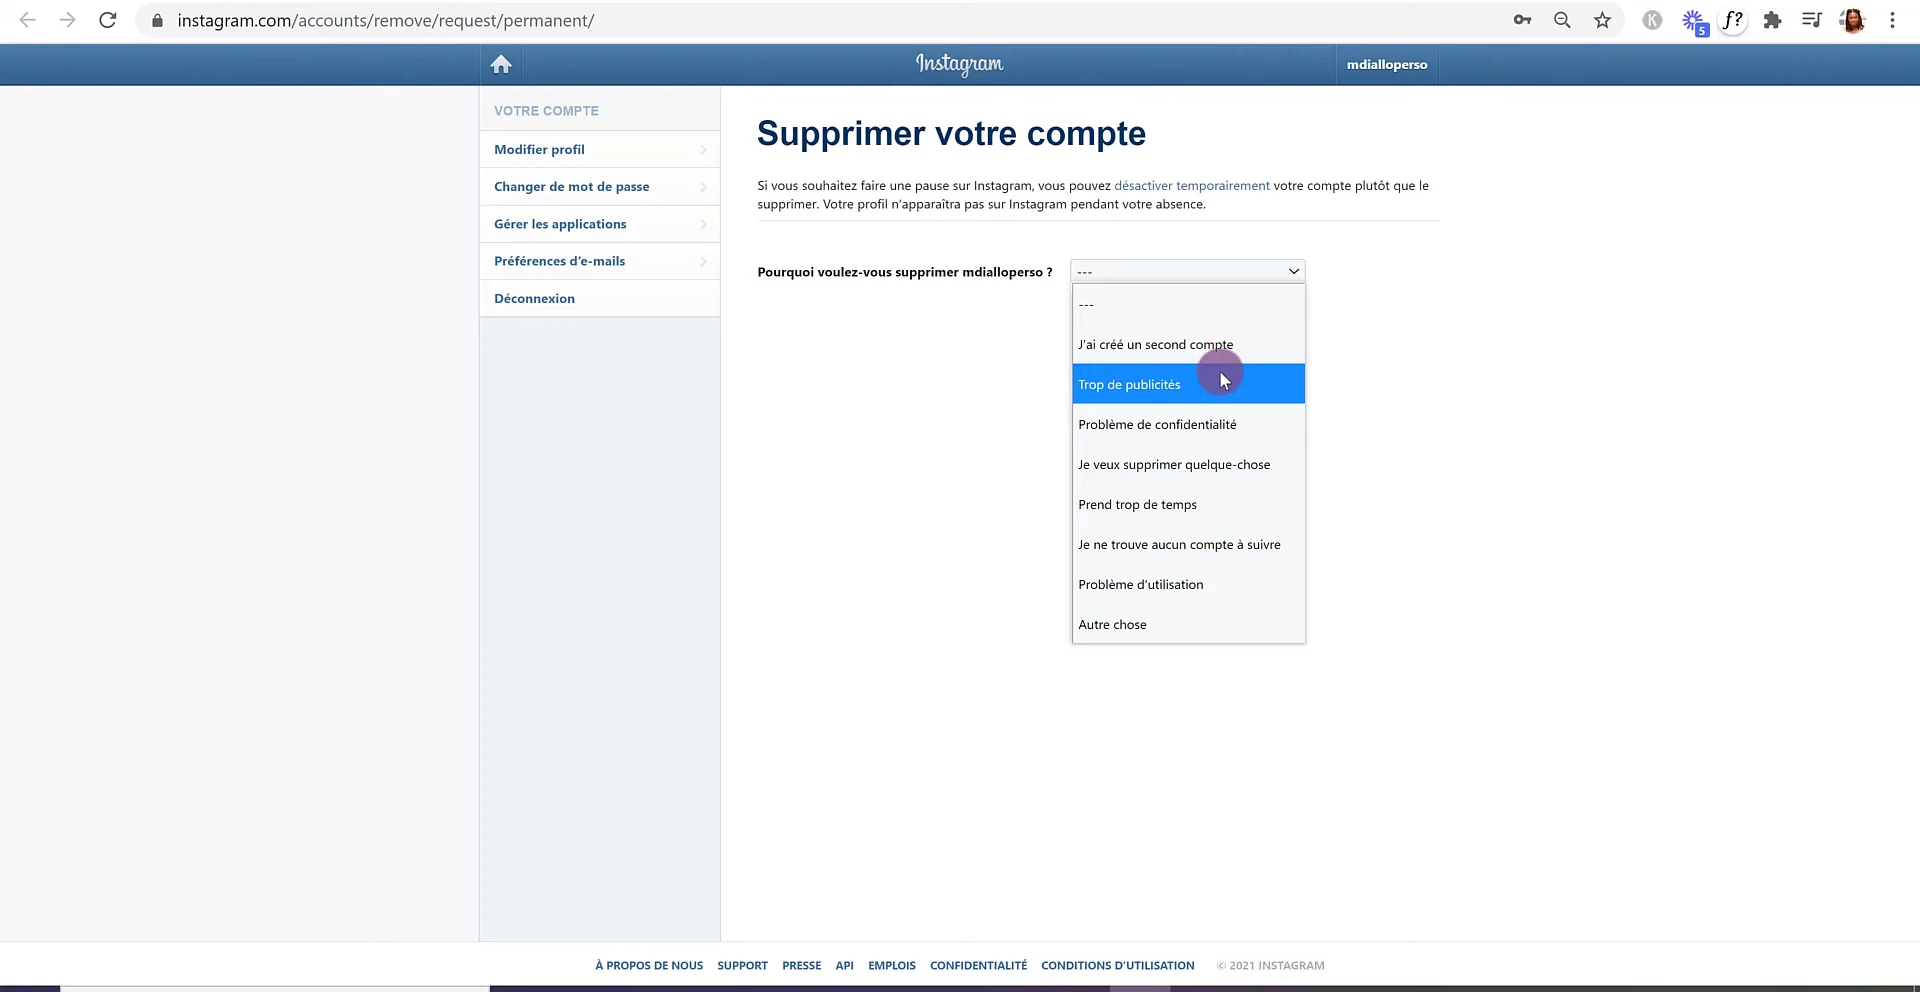 instagram.com/accounts/remove/request/permanent/
K
5
f?
Instagram
mdialloperso
VOTRE COMPTE
Modifier profil
Changer de mot de passe
Gérer les applications
Préférences d’e-mails
Déconnexion
Supprimer votre compte
Si vous souhaitez faire une pause sur Instagram, vous pouvez désactiver temporairement votre compte plutôt que le
supprimer. Votre profil n’apparaîtra pas sur Instagram pendant votre absence.
Pourquoi voulez-vous supprimer mdialloperso ? ---
---
J’ai créé un second compte
Trop de publicités
Problème de confidentialité
Je veux supprimer quelque-chose
Prend trop de temps
Je ne trouve aucun compte à suivre
Problème d’utilisation
Autre chose
À PROPOS DE NOUS SUPPORT PRESSE API EMPLOIS CONFIDENTIALITÉ CONDITIONS D’UTILISATION © 2021 INSTAGRAM